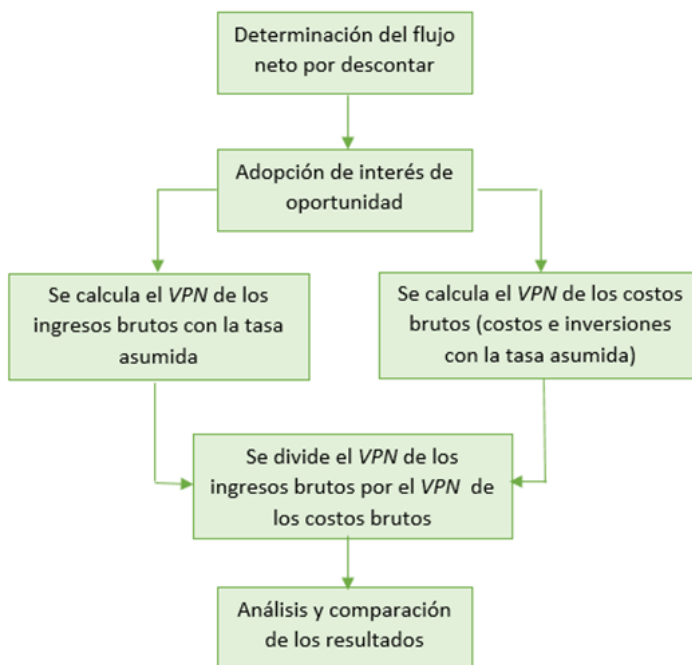 Determinación del flujo
neto por descontar
Adopción de interés de
oportunidad
Se calcula el VPN de los
ingresos brutos con la tasa
asumida
Se calcula el VPN de los costos
brutos (costos e inversiones
con la tasa asumida)
Se divide el VPN de los
ingresos brutos por el VPN de
los costos brutos
Análisis y comparación
de los resultados